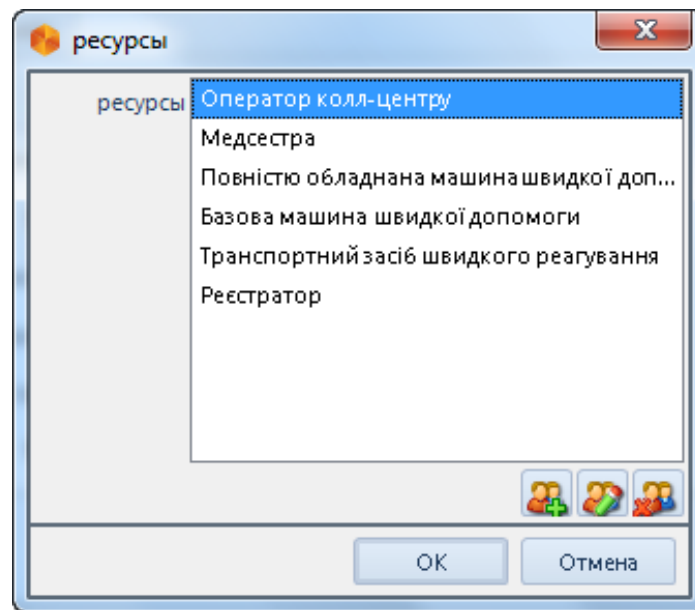 ресурсы
ресурсы
Оператор колл-центру
Медсестра
Повністю обладнана машина швидкої доп...
Базова машина швидкої допомоги
Транспортний засіб швидкого реагування
Реєстратор
OK
Отмена